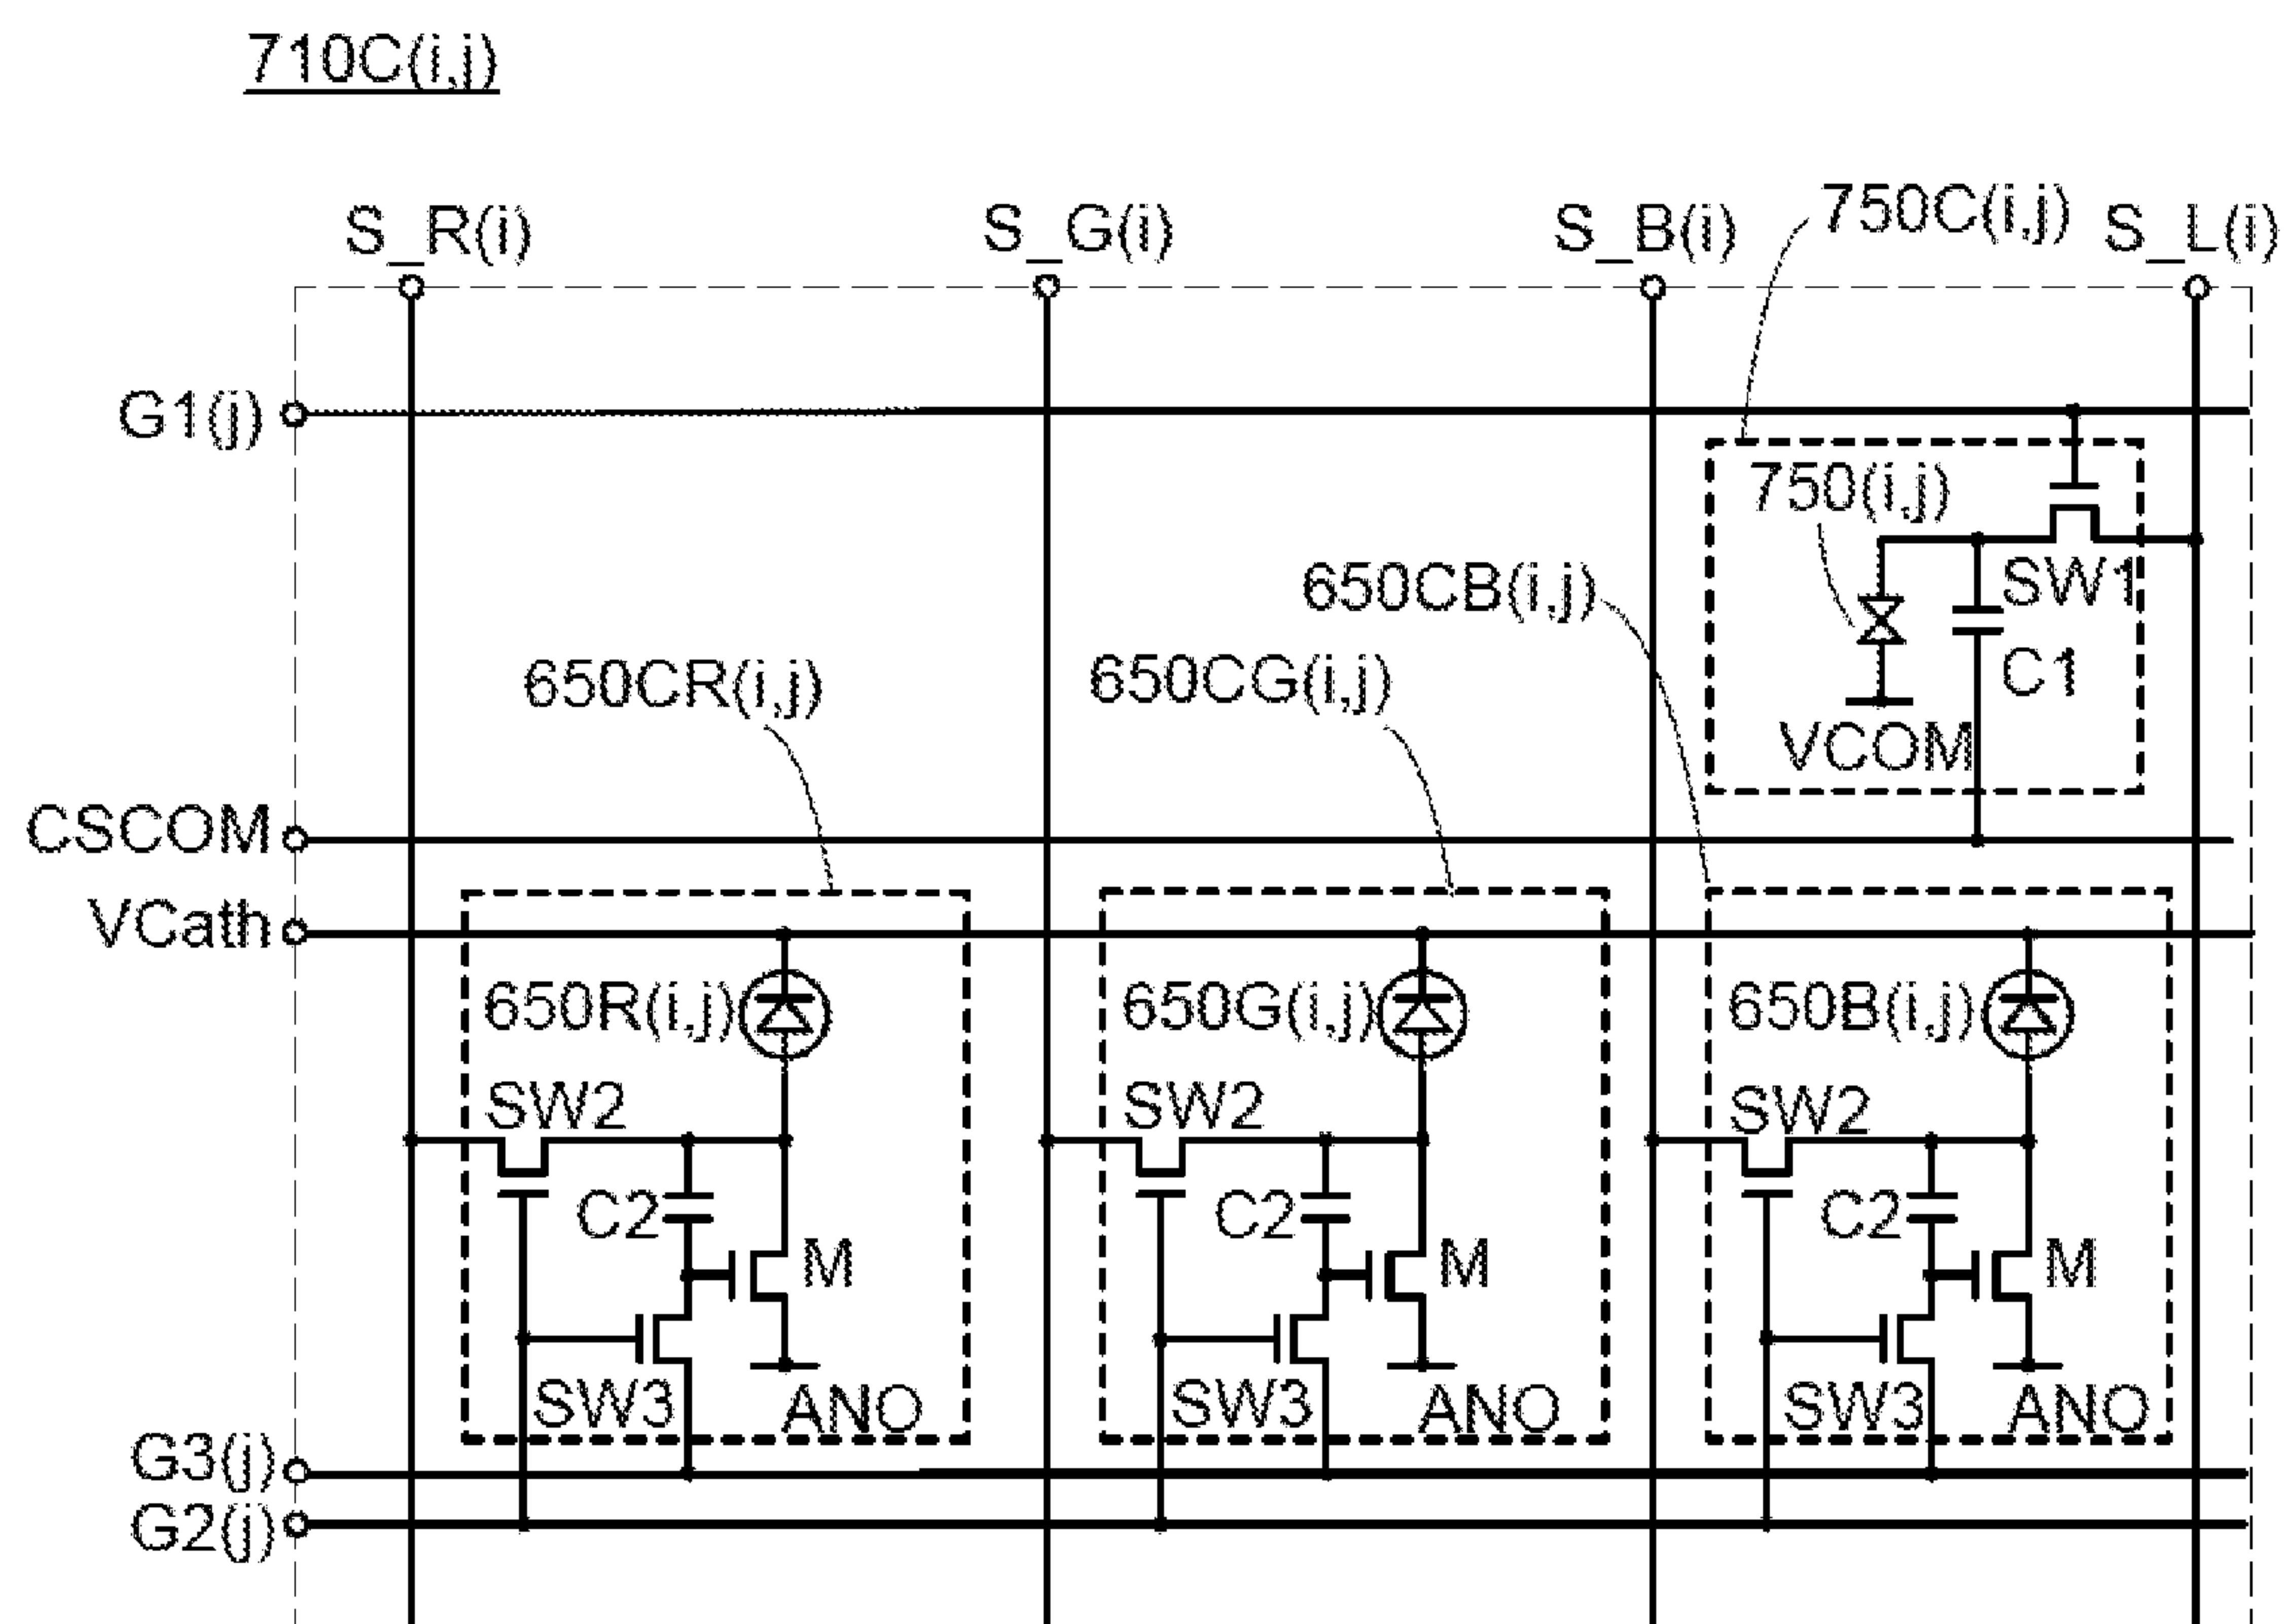 710C(i,j)
S_R(i)
S_G(i)
S_B(i)
750C(i,j)
S_L(i)
G1(j)
750(i,j)
650CB(i,j)
SW1
650CR(i,j)
650CG(i,j)
C1
VCOM
CSCOM
VCath
650R(i,j)
650G(i,j)
650B(i,j)
SW2
SW2
SW2
C2
C2
C2
M
M
M
SW3
ANO
SW3
ANO
SW3
ANO
G3(j)
G2(j)